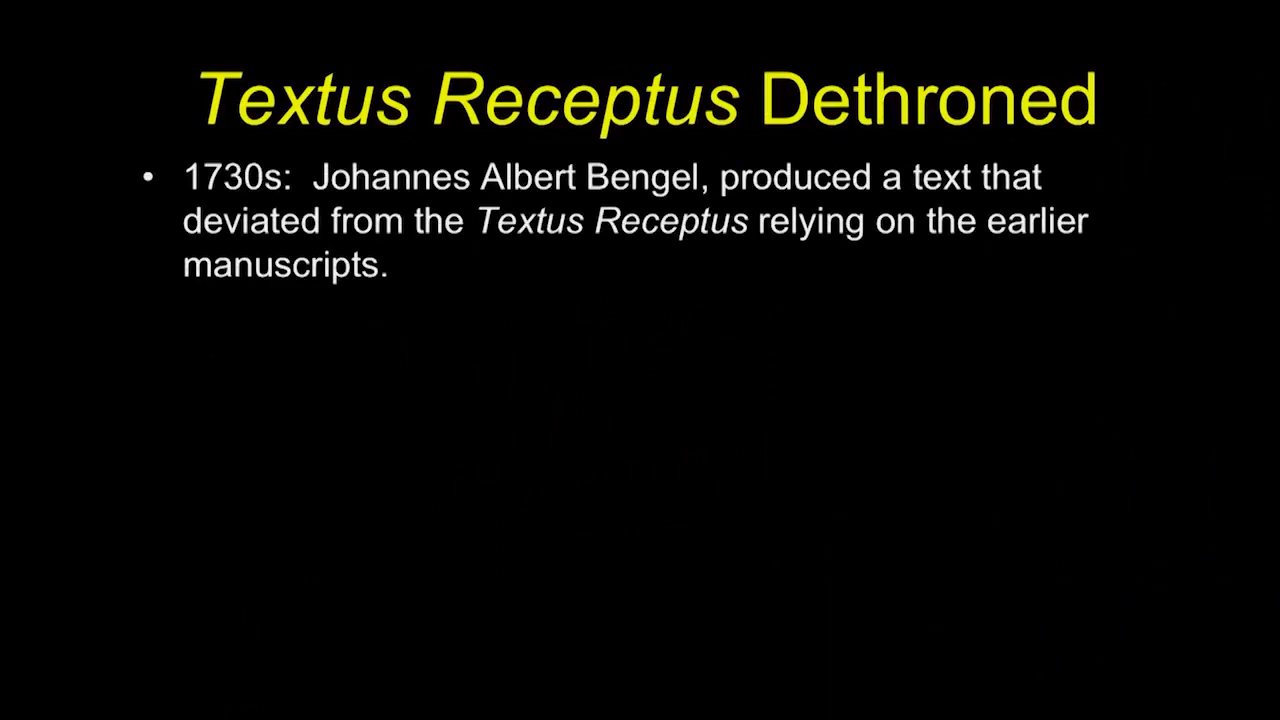 Textus Receptus Dethroned
• 1730s:  Johannes Albert Bengel, produced a text that
deviated from the Textus Receptus relying on the earlier
manuscripts.